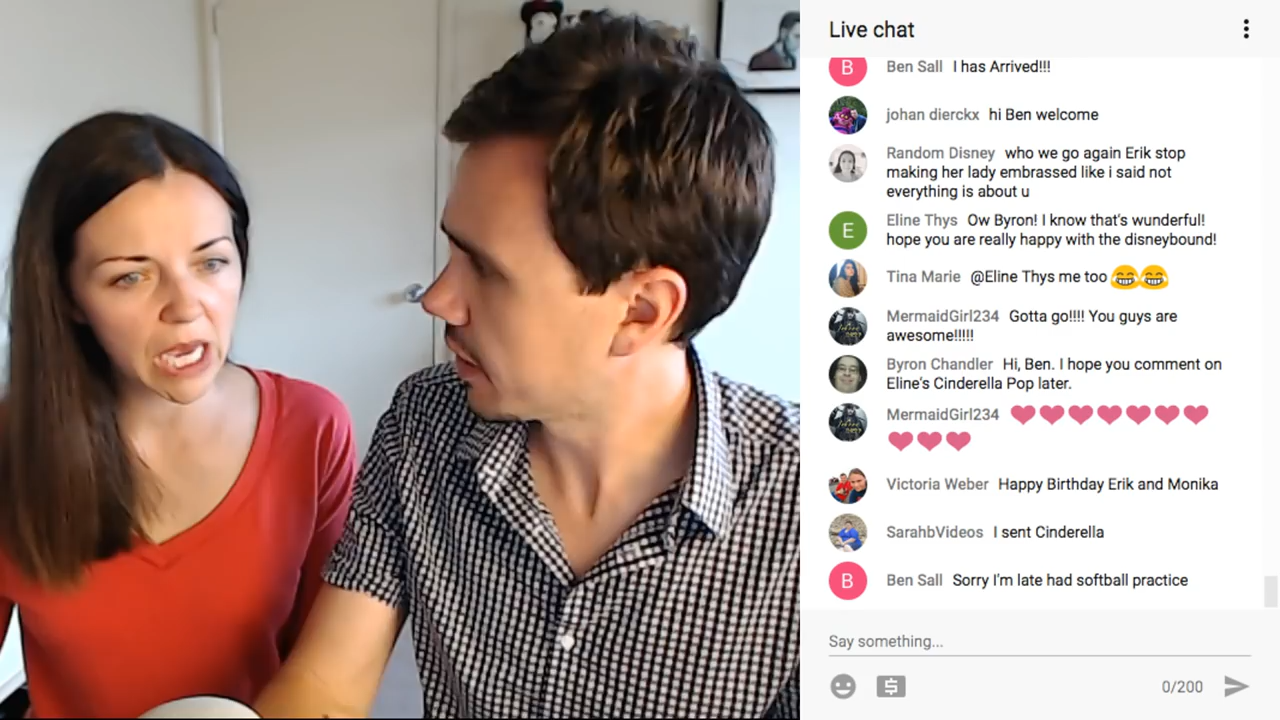 Live chat
B Ben Sall I has Arrived!!!
johan dierckx hi Ben welcome
Random Disney who we go again Erik stop
making her lady embrassed like i said not
everything is about u
E Eline Thys Ow Byron! I know that's wunderful!
hope you are really happy with the disneybound!
Tina Marie @Eline Thys me too 😂😂
MermaidGirl234 Gotta go!!!! You guys are
awesome!!!!!
Byron Chandler Hi, Ben. I hope you comment on
Eline's Cinderella Pop later.
MermaidGirl234 ❤❤❤❤❤❤❤
❤❤❤
Victoria Weber Happy Birthday Erik and Monika
SarahbVideos I sent Cinderella
B Ben Sall Sorry I'm late had softball practice
Say something...
$ 0/200